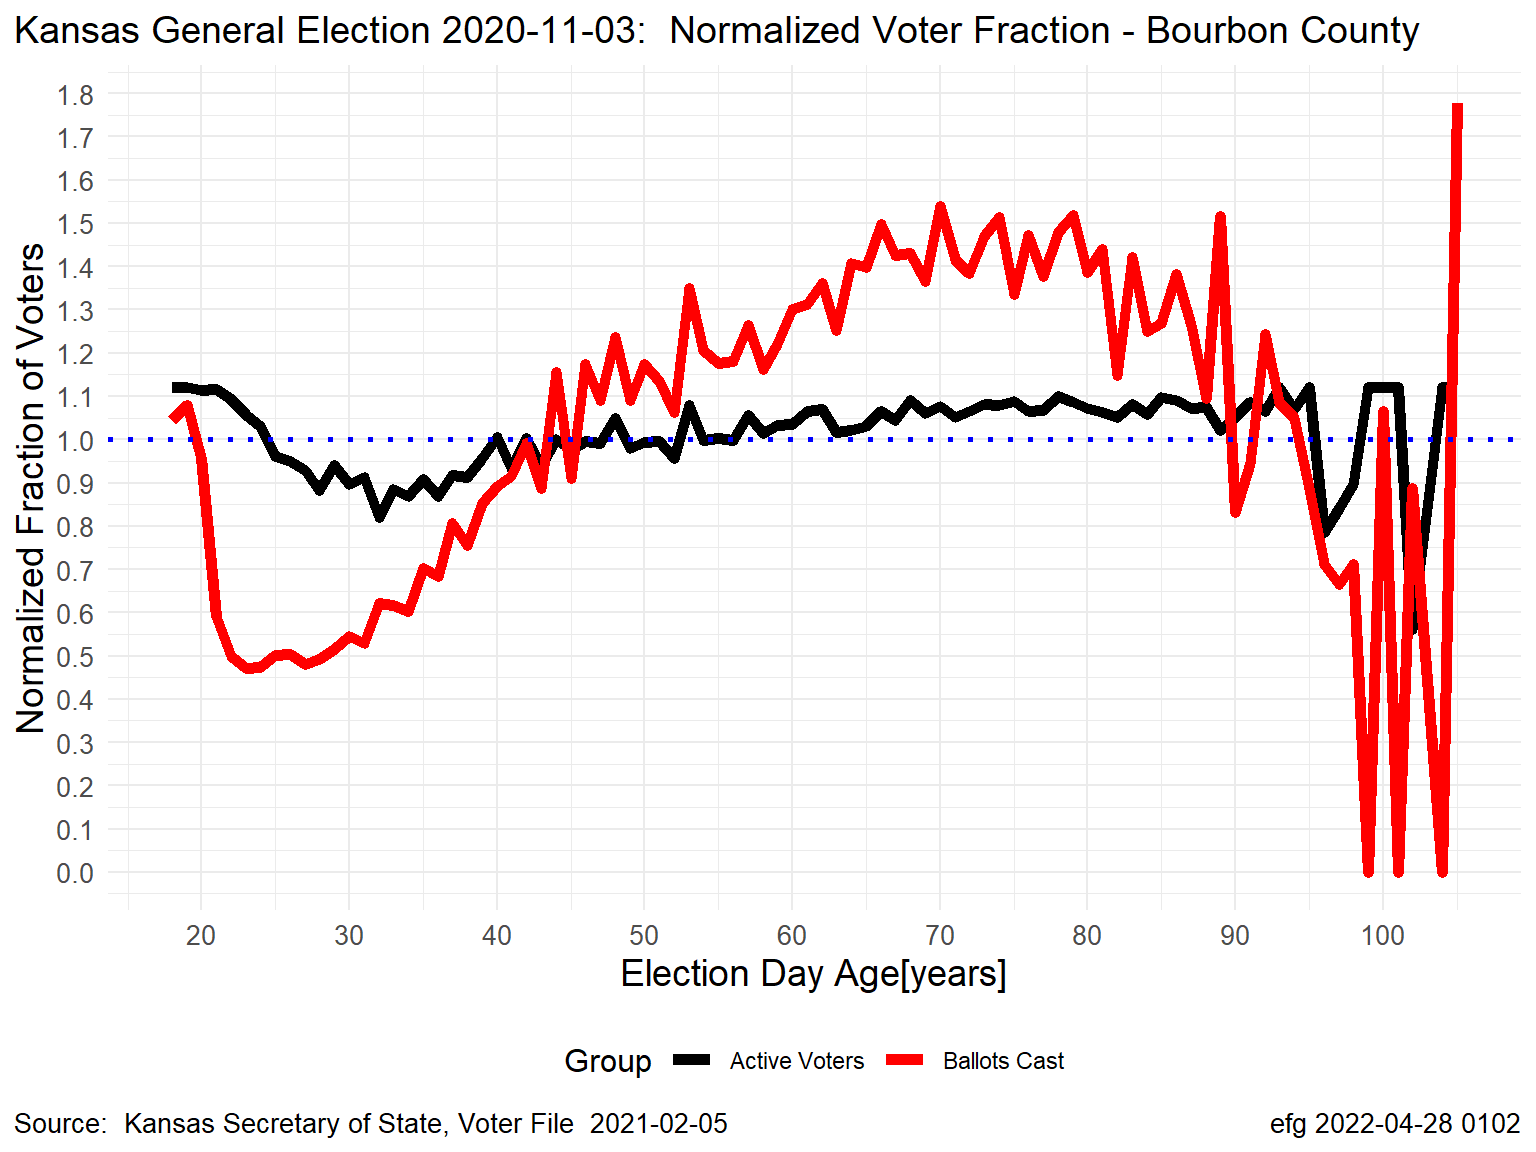 Kansas General Election 2020-11-03:  Normalized Voter Fraction - Bourbon County
Normalized Fraction of Voters
1.8
1.7
1.6
1.5
1.4
1.3
1.2
1.1
1.0
0.9
0.8
0.7
0.6
0.5
0.4
0.3
0.2
0.1
0.0
20 30 40 50 60 70 80 90 100
Election Day Age[years]
Group Active Voters Ballots Cast
Source:  Kansas Secretary of State, Voter File  2021-02-05
efg 2022-04-28 0102